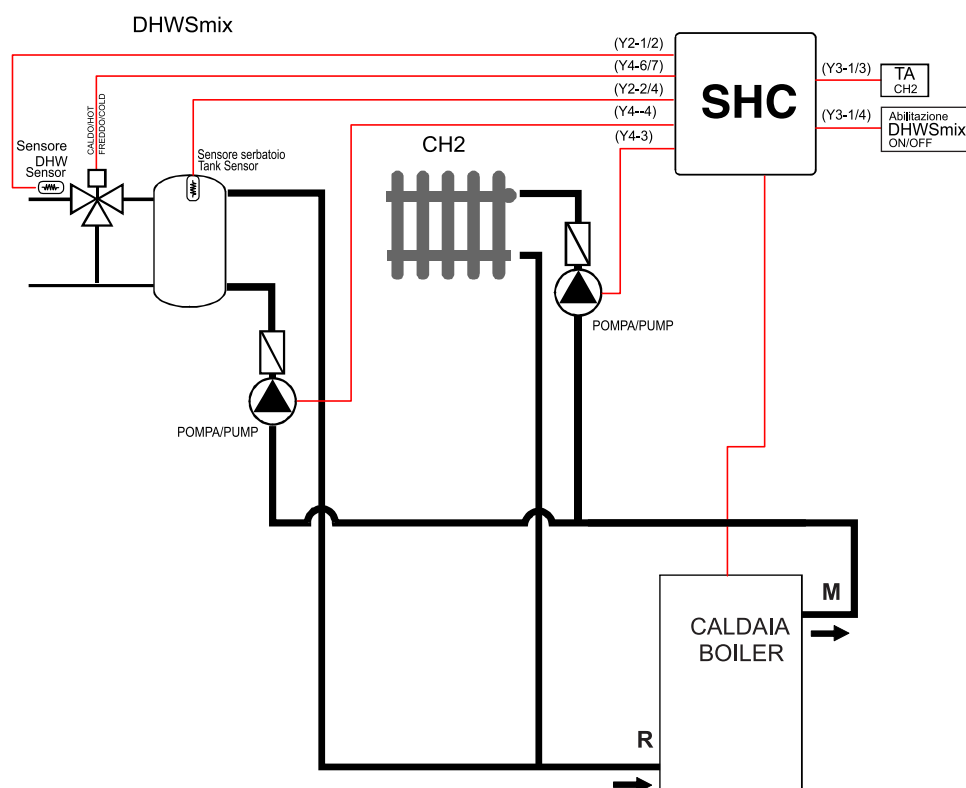 DHWSmix
(Y2-1/2)
(Y4-6/7)
(Y2-2/4)
(Y4--4)
(Y4-3)
SHC
(Y3-1/3)
TA
CH2
(Y3-1/4)
Abilitazione
DHWSmix
ON/OFF
Sensore
DHW
Sensor
CALDO/HOT
FREDDO/COLD
Sensore serbatoio
Tank Sensor
CH2
POMPA/PUMP
POMPA/PUMP
M
CALDAIA
BOILER
R